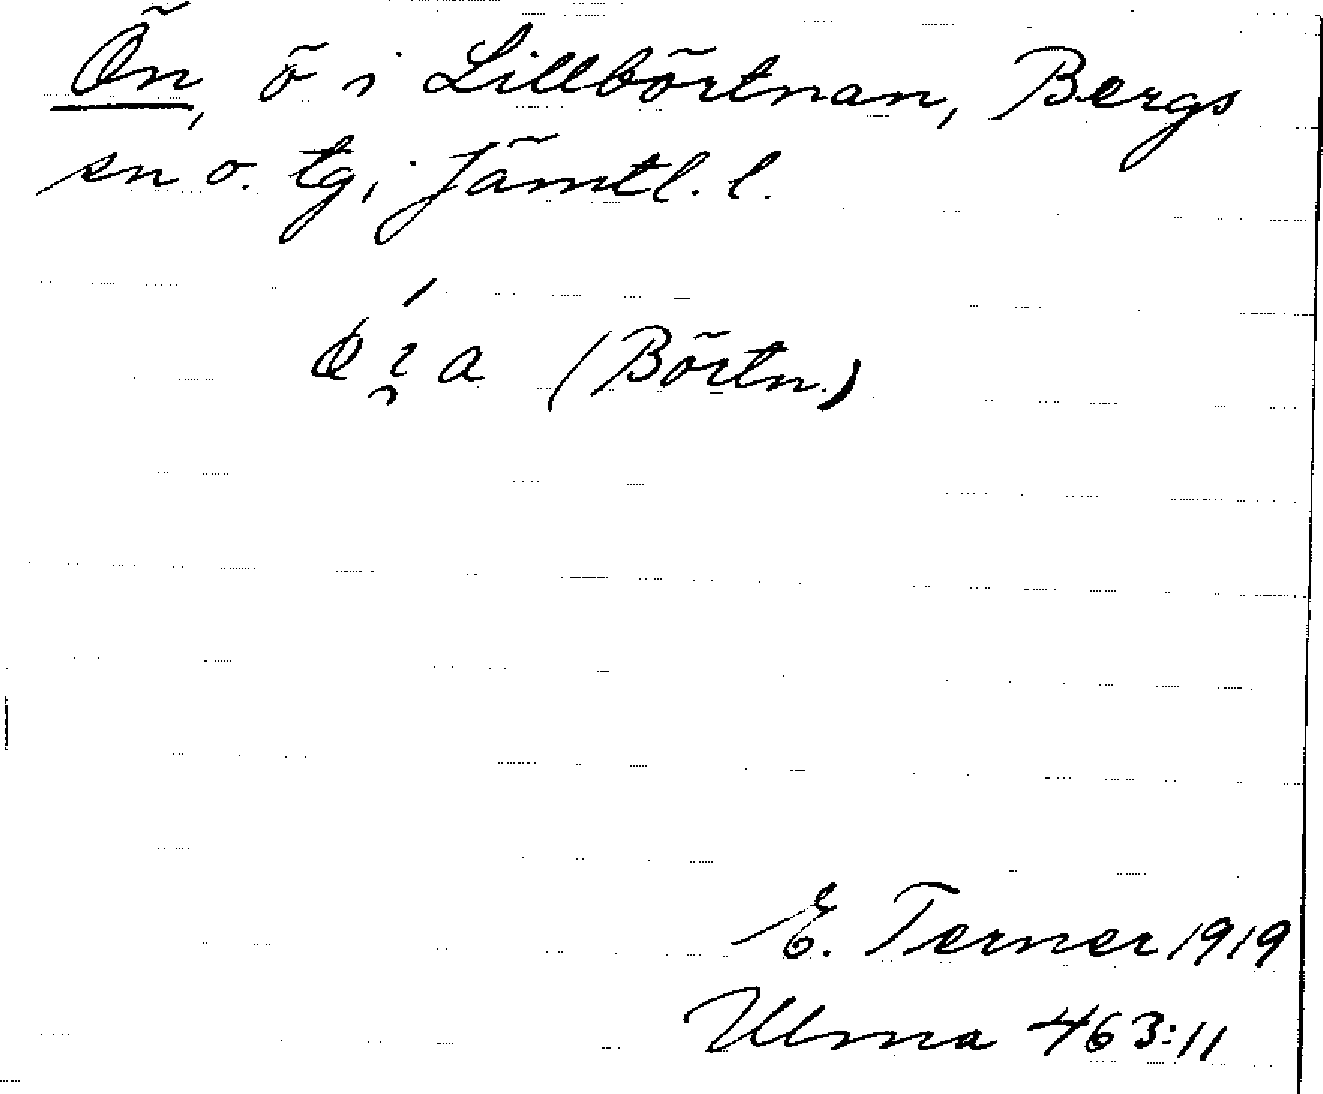 Ön, ö i Lillbörtnan, Bergs
sn o. tg, Jämtl. l.
(Börtn.)
E. Terner 1919
Ulma 463:11